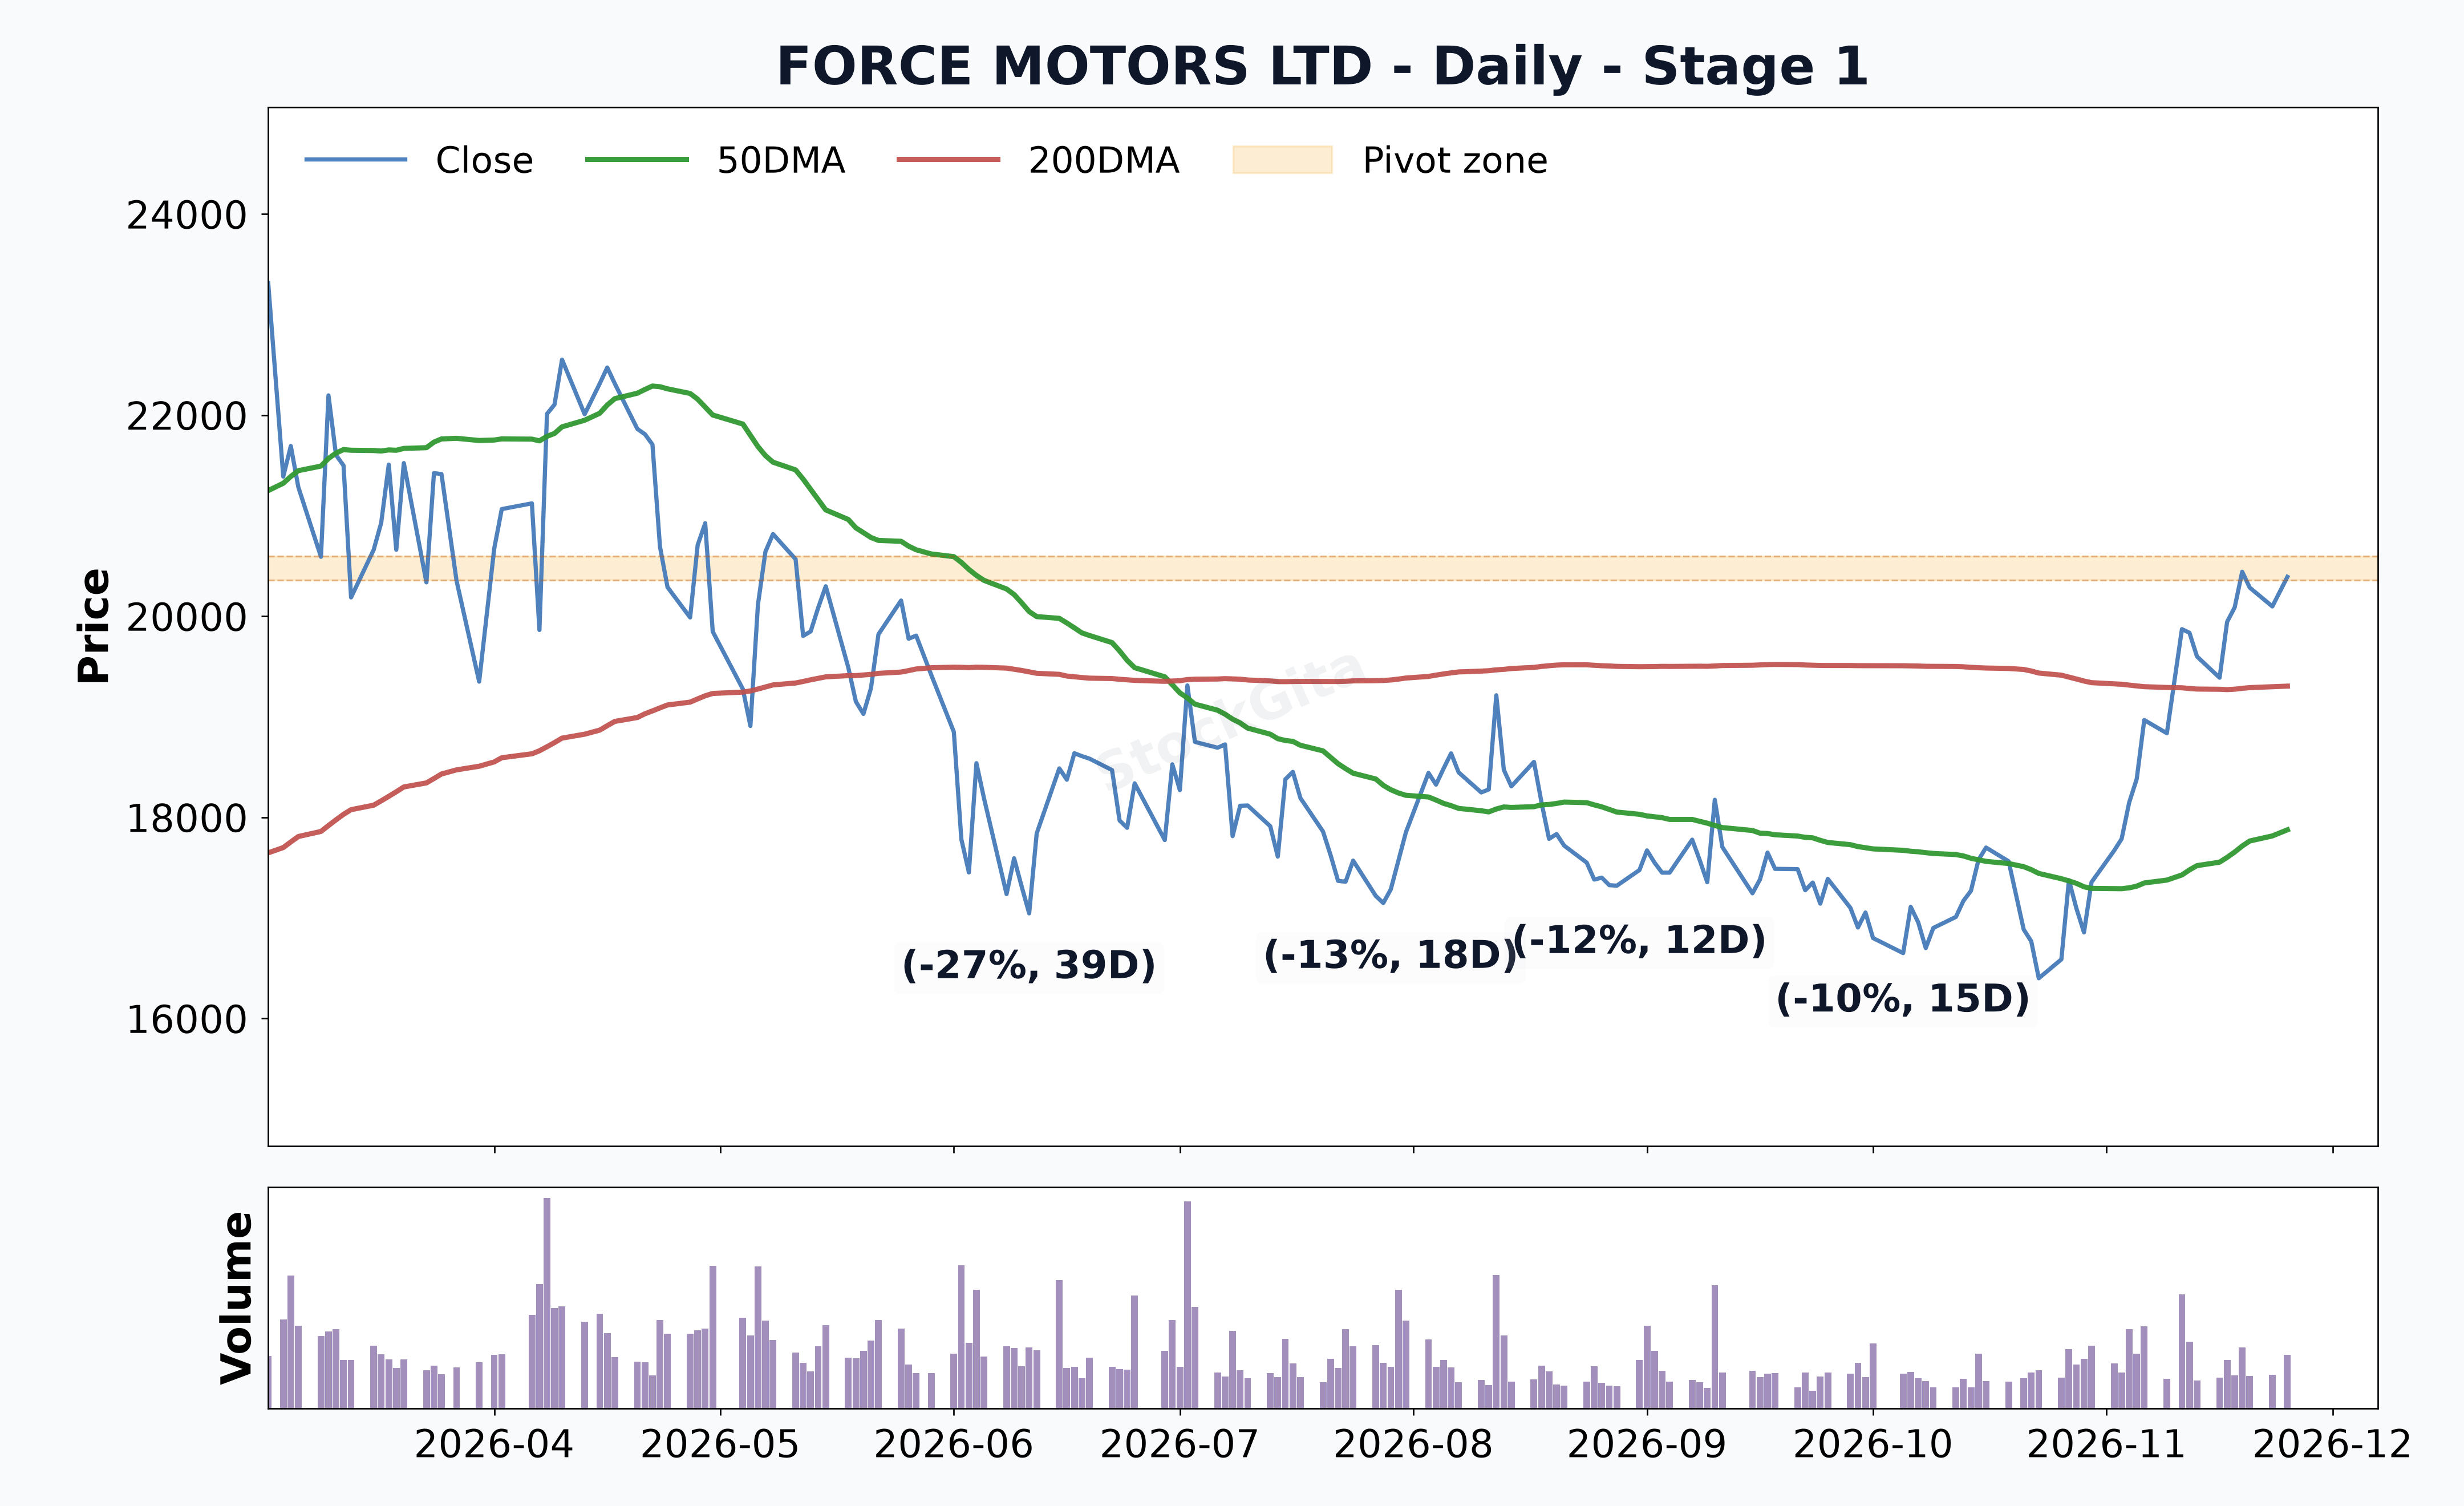 FORCE MOTORS LTD - Daily - Stage 1
Close 50DMA 200DMA Pivot zone
24000
22000
20000
18000
16000
Price
StockGita
(-27%, 39D)
(-13%, 18D)
(-12%, 12D)
(-10%, 15D)
Volume
2026-04 2026-05 2026-06 2026-07 2026-08 2026-09 2026-10 2026-11 2026-12